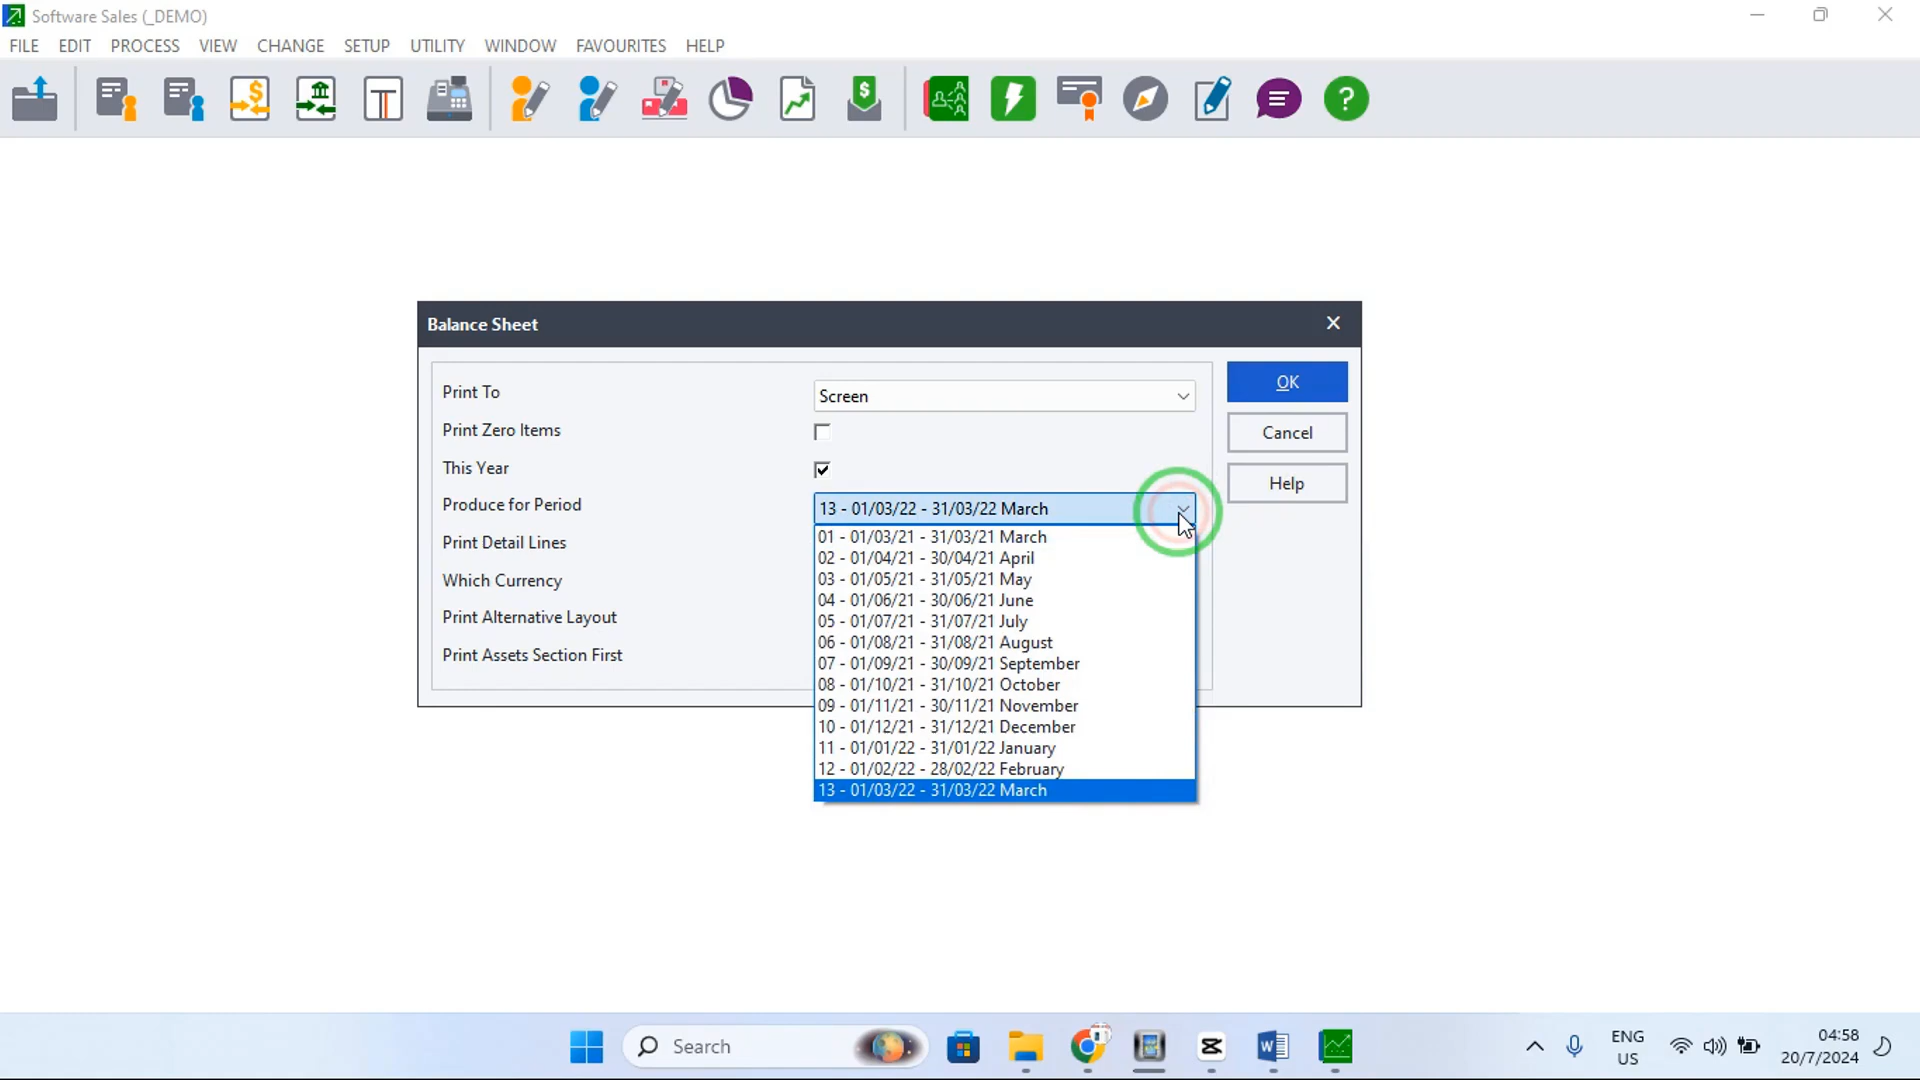 Software Sales (_DEMO)
FILE EDIT PROCESS VIEW CHANGE SETUP UTILITY WINDOW FAVOURITES HELP
Balance Sheet
Print To Screen
OK
Print Zero Items
Cancel
This Year
Help
Produce for Period 13 - 01/03/22 - 31/03/22 March
Print Detail Lines
Which Currency
Print Alternative Layout
Print Assets Section First
01 - 01/03/21 - 31/03/21 March
02 - 01/04/21 - 30/04/21 April
03 - 01/05/21 - 31/05/21 May
04 - 01/06/21 - 30/06/21 June
05 - 01/07/21 - 31/07/21 July
06 - 01/08/21 - 31/08/21 August
07 - 01/09/21 - 30/09/21 September
08 - 01/10/21 - 31/10/21 October
09 - 01/11/21 - 30/11/21 November
10 - 01/12/21 - 31/12/21 December
11 - 01/01/22 - 31/01/22 January
12 - 01/02/22 - 28/02/22 February
13 - 01/03/22 - 31/03/22 March
Search
ENG
US
04:58
20/7/2024